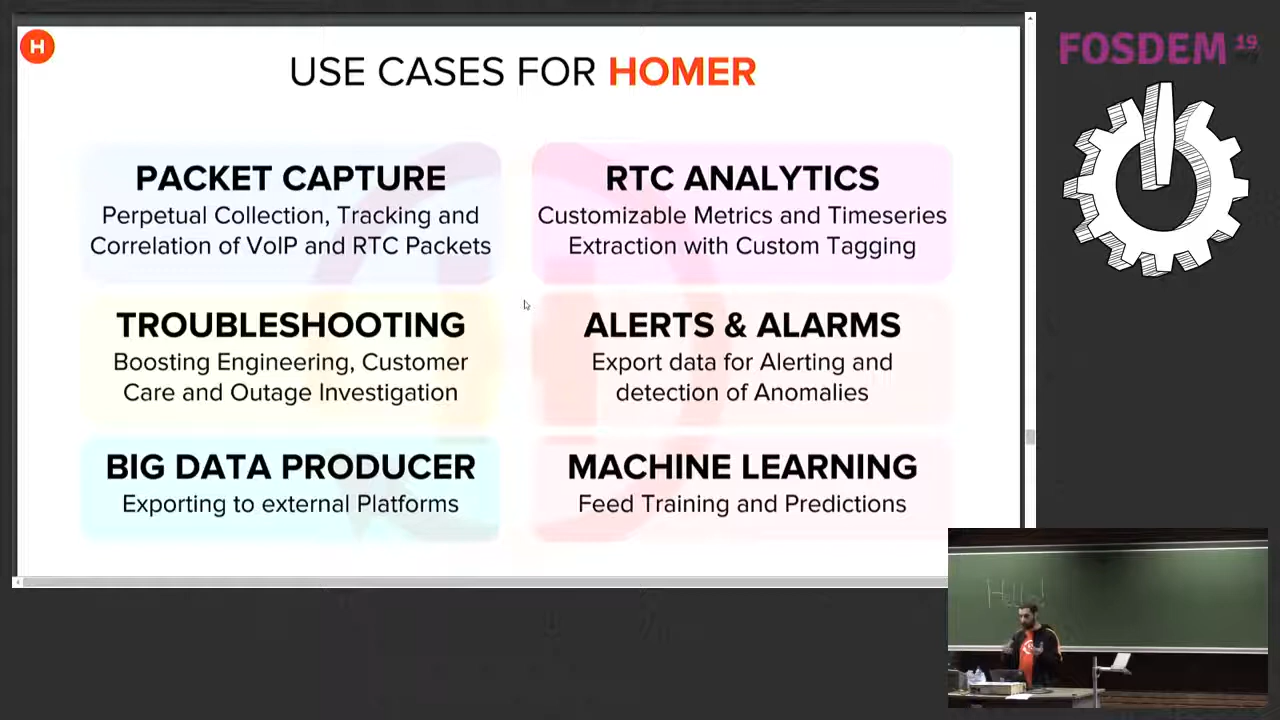 H
USE CASES FOR HOMER
PACKET CAPTURE
Perpetual Collection, Tracking and
Correlation of VoIP and RTC Packets
RTC ANALYTICS
Customizable Metrics and Timeseries
Extraction with Custom Tagging
TROUBLESHOOTING
Boosting Engineering, Customer
Care and Outage Investigation
ALERTS & ALARMS
Export data for Alerting and
detection of Anomalies
BIG DATA PRODUCER
Exporting to external Platforms
MACHINE LEARNING
Feed Training and Predictions
FOSDEM 19